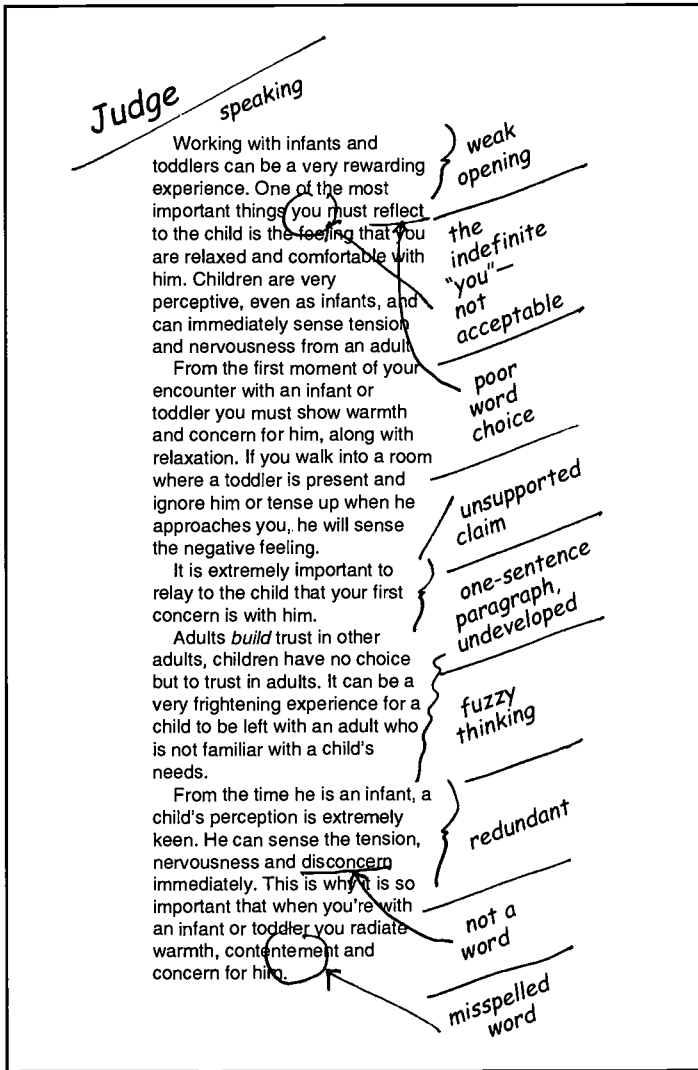 Judge
speaking
Working with infants and
toddlers can be a very rewarding
experience. One of the most
important things you must reflect
to the child is the feeling that you
are relaxed and comfortable with
him. Children are very
perceptive, even as infants, and
can immediately sense tension
and nervousness from an adult
From the first moment of your
encounter with an infant or
toddler you must show warmth
and concern for him, along with
relaxation. If you walk into a room
where a toddler is present and
ignore him or tense up when he
approaches you, he will sense
the negative feeling.
It is extremely important to
relay to the child that your first
concern is with him.
Adults build trust in other
adults, children have no choice
but to trust in adults. It can be a
very frightening experience for a
child to be left with an adult who
is not familiar with a child's
needs.
From the time he is an infant, a
child's perception is extremely
keen. He can sense the tension,
nervousness and disconcern
immediately. This is why it is so
important that when you're with
an infant or toddler you radiate
warmth, contentement and
concern for him.
weak
opening
the
indefinite
"you"—
not
acceptable
poor
word
choice
unsupported
claim
one-sentence
paragraph,
undeveloped
fuzzy
thinking
redundant
not a
word
misspelled
word